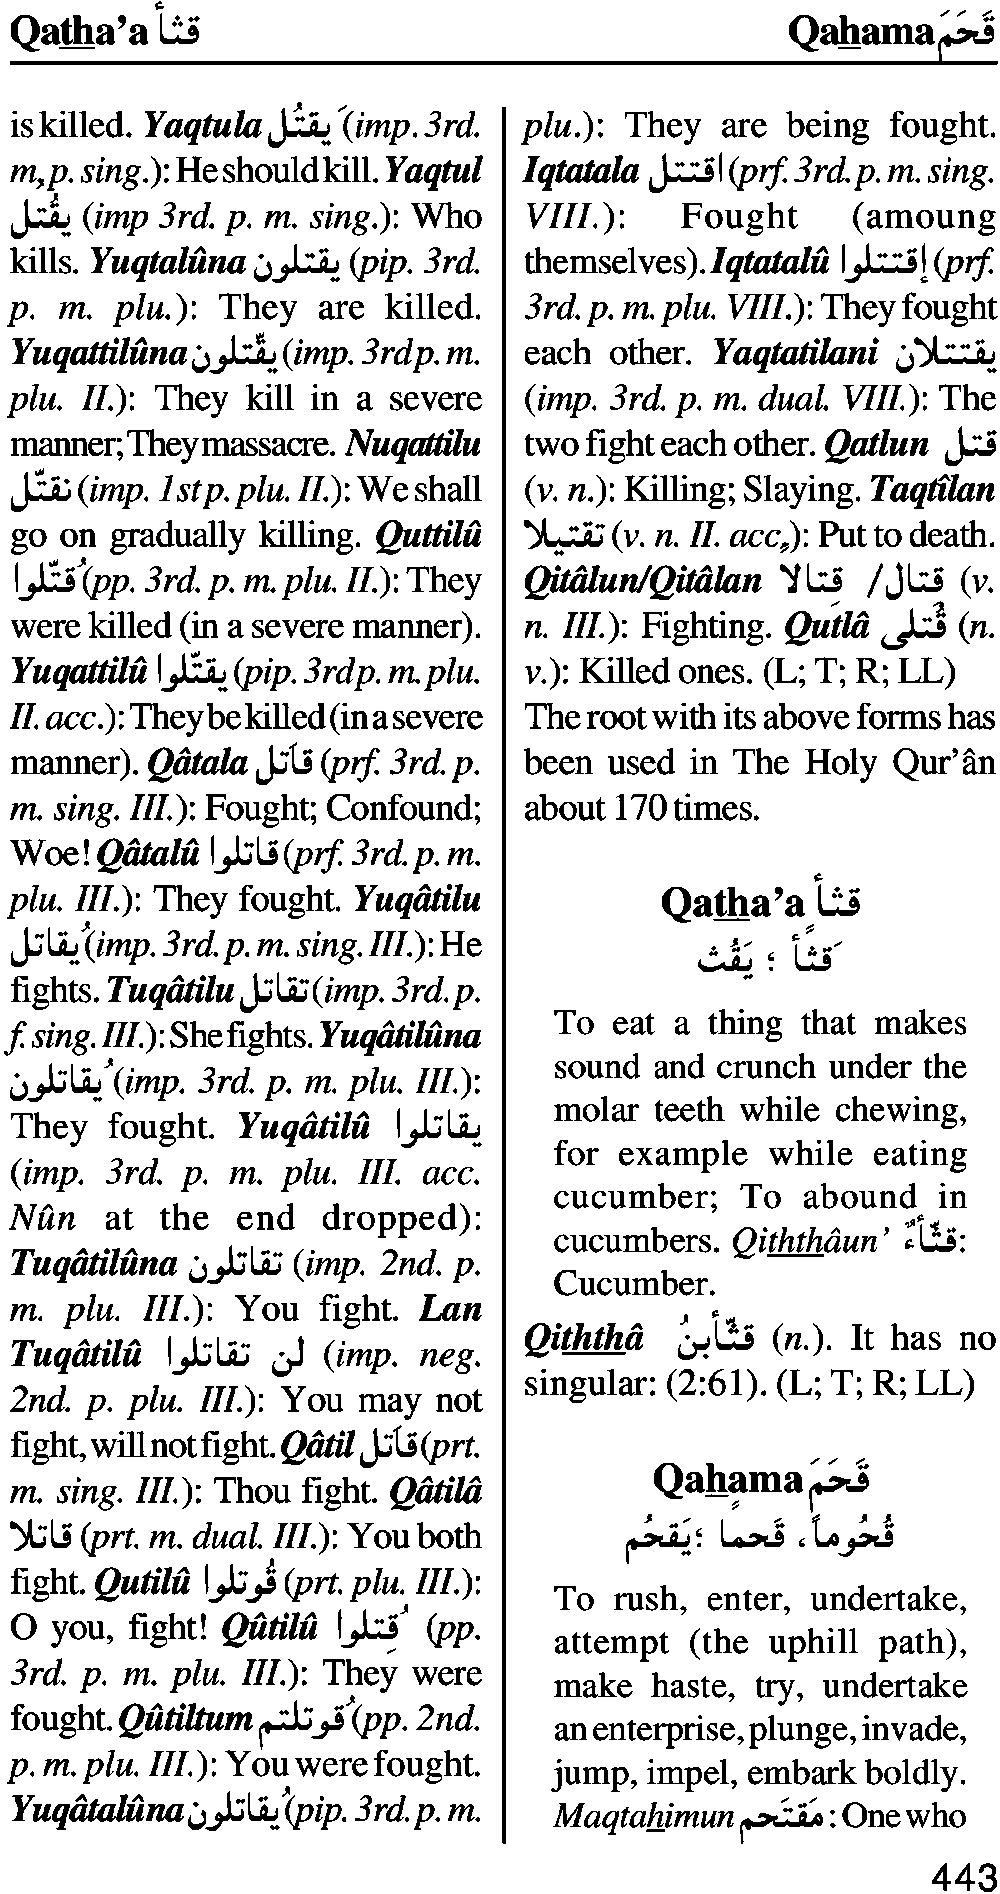 Qatha’a قثأ
Qahama قَّحَمَ
is killed. Yaqtula يقتُلَ (imp. 3rd.
m,p. sing.): He should kill. Yaqtul
يقُتل (imp 3rd. p. m. sing.): Who
kills. Yuqtalûna يقتلون (pip. 3rd.
p. m. plu.): They are killed.
Yuqattilûna يقّتلون (imp. 3rd p. m.
plu. II.): They kill in a severe
manner; They massacre. Nuqattilu
نقتّل (imp. 1st p. plu. II.): We shall
go on gradually killing. Quttilû
قُتّلوا (pp. 3rd. p. m. plu. II.): They
were killed (in a severe manner).
Yuqattilû يقتّلوا (pip. 3rd p. m. plu.
II. acc.): They be killed (in a severe
manner). Qâtala قاَتل (prf. 3rd. p.
m. sing. III.): Fought; Confound;
Woe! Qâtalû قاتلوا (prf. 3rd. p. m.
plu. III.): They fought. Yuqâtilu
يُقاتل (imp. 3rd. p. m. sing. III.): He
fights. Tuqâtilu تقاتل (imp. 3rd. p.
f. sing. III.): She fights. Yuqâtilûna
يُقاتلون (imp. 3rd. p. m. plu. III.):
They fought. Yuqâtilû يقاتلوا
(imp. 3rd. p. m. plu. III. acc.
Nûn at the end dropped):
Tuqâtilûna تقاتلون (imp. 2nd. p.
m. plu. III.): You fight. Lan
Tuqâtilû لن تقاتلوا (imp. neg.
2nd. p. plu. III.): You may not
fight, will not fight. Qâtil قاَتل (prt.
m. sing. III.): Thou fight. Qâtilâ
قاتلا (prt. m. dual. III.): You both
fight. Qutilû قُوتلوا (prt. plu. III.):
O you, fight! Qûtilû قُتِلوا (pp.
3rd. p. m. plu. III.): They were
fought. Qûtiltum قُوتلتم (pp. 2nd.
p. m. plu. III.): You were fought.
Yuqâtalûna يُقاتلون (pip. 3rd. p. m.
plu.): They are being fought.
Iqtatala اقتتل (prf. 3rd. p. m. sing.
VIII.): Fought (amoung
themselves). Iqtatalû إقتتلوا (prf.
3rd. p. m. plu. VIII.): They fought
each other. Yaqtatilani يقتتلان
(imp. 3rd. p. m. dual. VIII.): The
two fight each other. Qatlun قتل
(v. n.): Killing; Slaying. Taqtîlan
تقتيلا (v. n. II. acc,): Put to death.
Qitâlun/Qitâlan قتال/ قِتالا (v.
n. III.): Fighting. Qutlâ قُتلى (n.
v.): Killed ones. (L; T; R; LL)
The root with its above forms has
been used in The Holy Qur’ân
about 170 times.
Qatha’a قثأ
قَثأً ؛ يَقُثْ
To eat a thing that makes
sound and crunch under the
molar teeth while chewing,
for example while eating
cucumber; To abound in
cucumbers. Qiththâun’ قثّأءٌ:
Cucumber.
Qiththâ قثّأبنُ (n.). It has no
singular: (2:61). (L; T; R; LL)
Qahama قَّحَمَ
قُحُوماً، قَحماٍ ؛يَقحُم
To rush, enter, undertake,
attempt (the uphill path),
make haste, try, undertake
an enterprise, plunge, invade,
jump, impel, embark boldly.
Maqtahimun مَقتَحم : One who
443